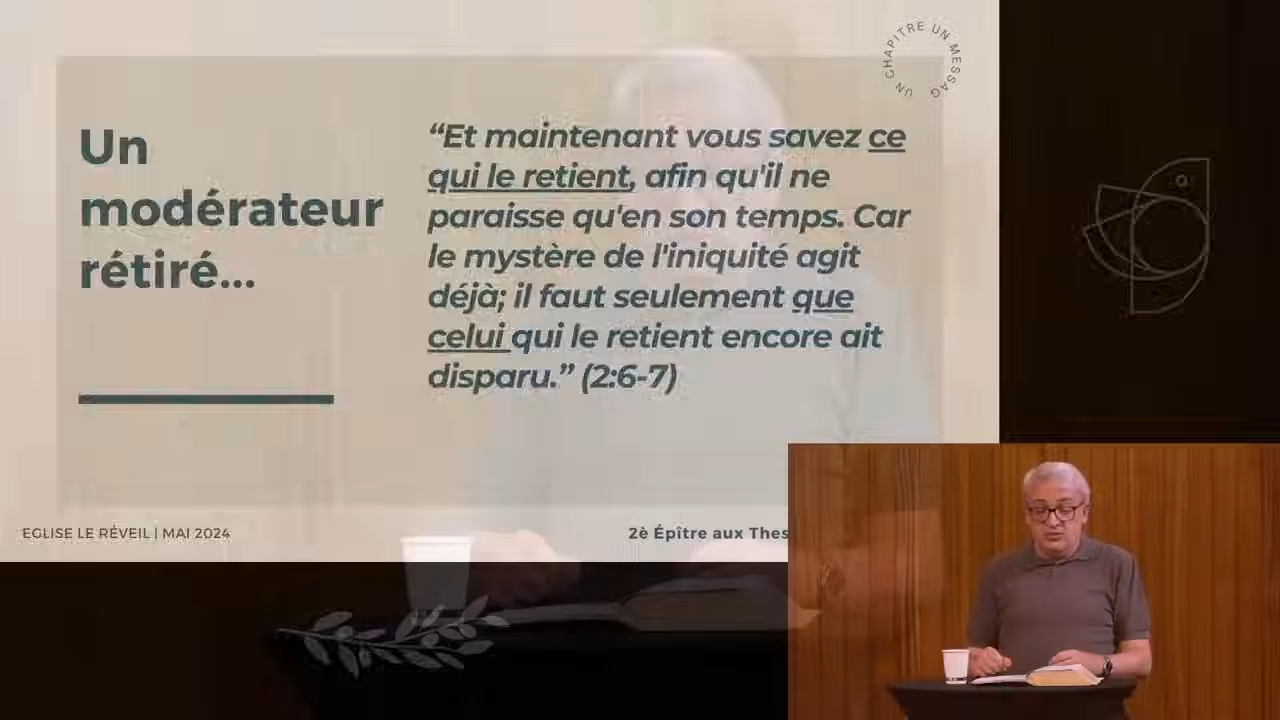 UN CHAPITRE UN MESSAG
Un
modérateur
rétiré...
“Et maintenant vous savez ce
qui le retient, afin qu'il ne
paraisse qu'en son temps. Car
le mystère de l'iniquité agit
déjà; il faut seulement que
celui qui le retient encore ait
disparu.” (2:6-7)
EGLISE LE RÉVEIL | MAI 2024
2è Épître aux Thes